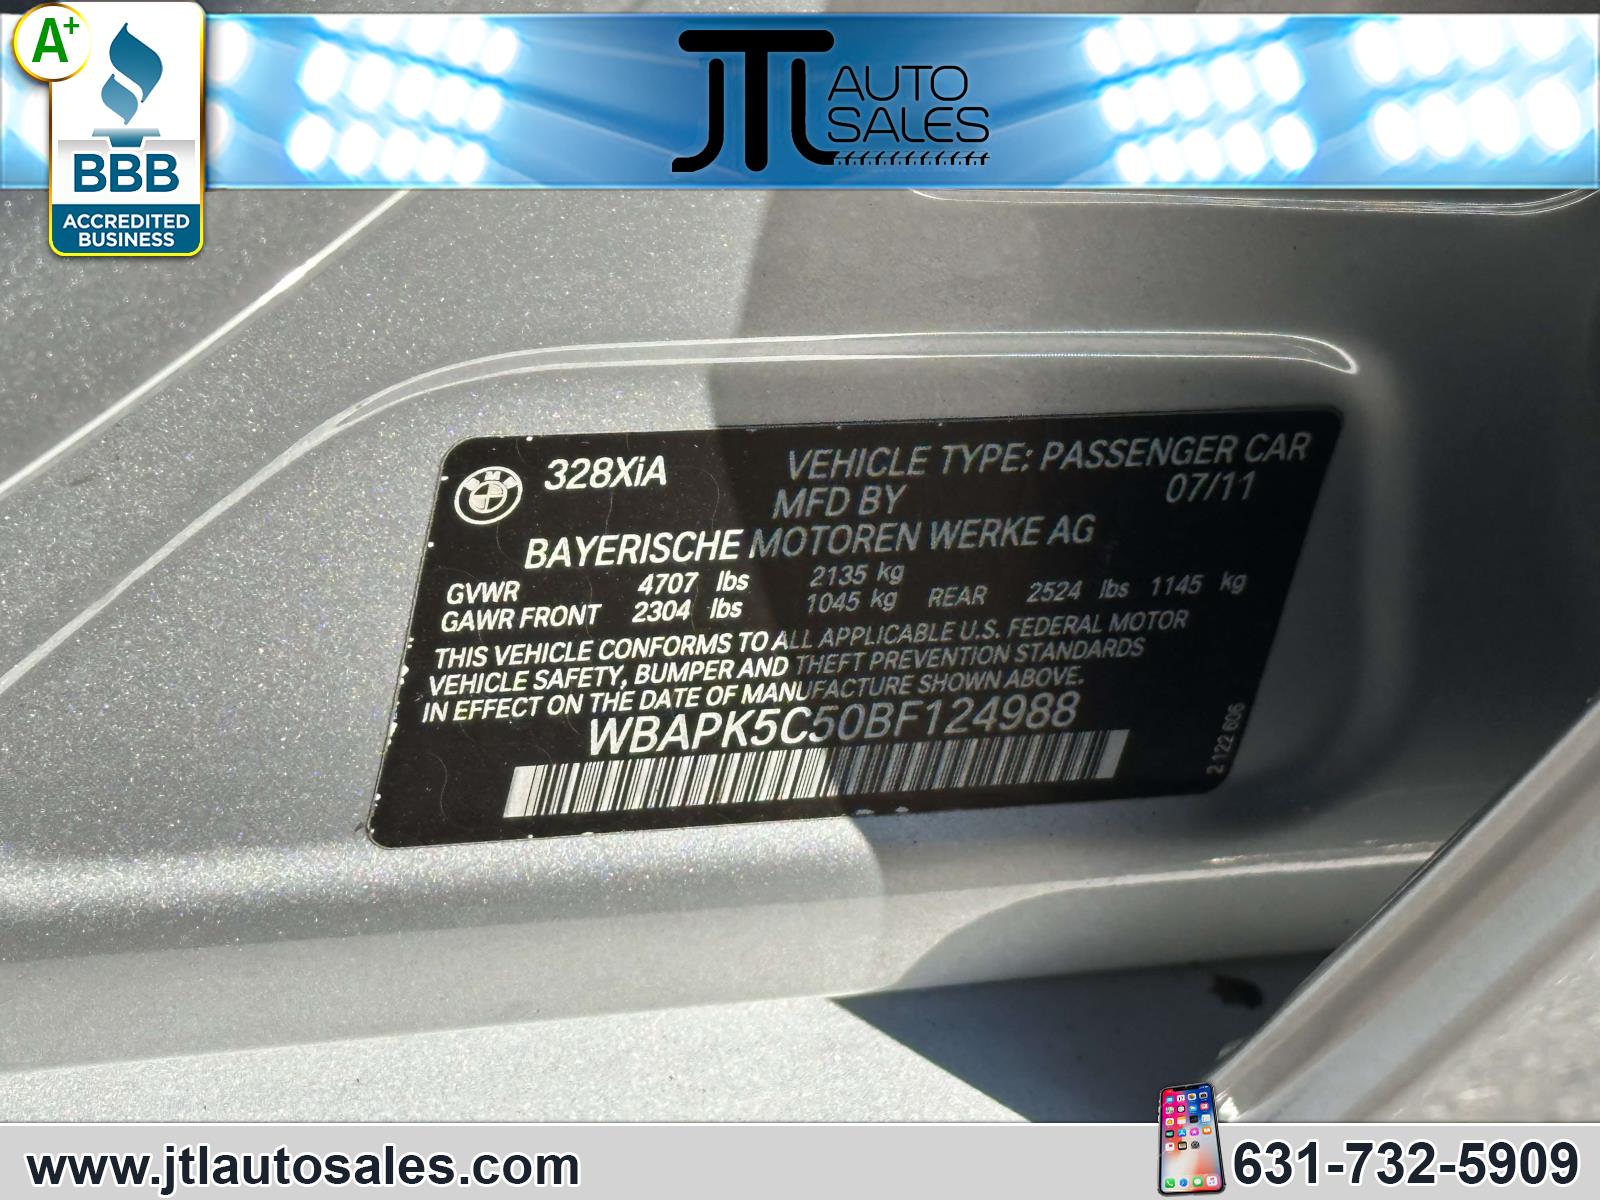 A+
BBB
ACCREDITED
BUSINESS
JTL AUTO
SALES
328XiA
VEHICLE TYPE: PASSENGER CAR
MFD BY
07/11
BAYERISCHE MOTOREN WERKE AG
GVWR 4707 lbs 2135 kg
GAWR FRONT 2304 lbs 1045 kg REAR 2524 lbs 1145 kg
THIS VEHICLE CONFORMS TO ALL APPLICABLE U.S. FEDERAL MOTOR
VEHICLE SAFETY, BUMPER AND THEFT PREVENTION STANDARDS
IN EFFECT ON THE DATE OF MANUFACTURE SHOWN ABOVE.
WBAPK5C50BF124988
2 122 606
www.jtlautosales.com
631-732-5909